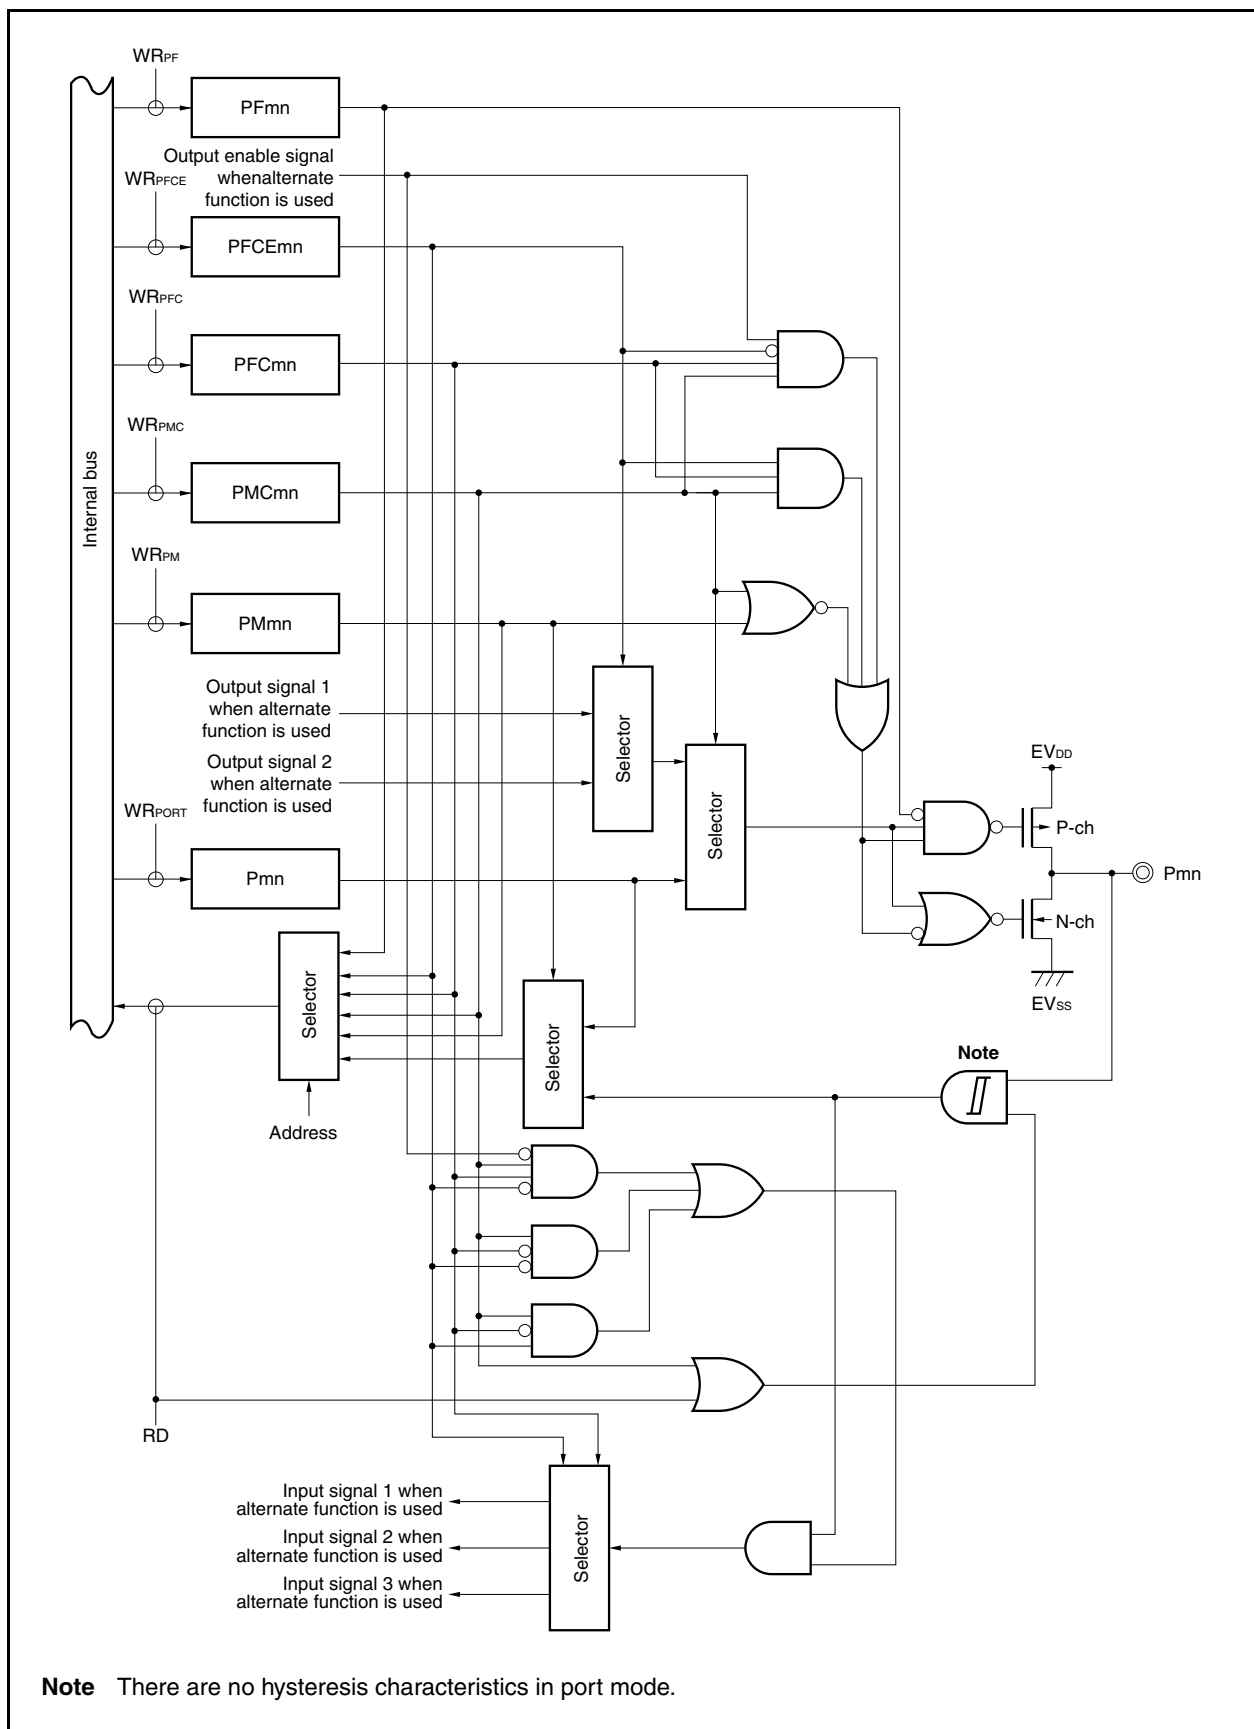 WRPF
PFmn
Output enable signal
whenalternate
function is used
WRPFCE
PFCEmn
WRPFC
PFCmn
WRPMC
PMCmn
Internal bus
WRPM
PMmn
Output signal 1
when alternate
function is used
Output signal 2
when alternate
function is used
Selector
Selector
WRPORT
Pmn
EVDD
P-ch
Pmn
N-ch
EVSS
Selector
Selector
Note
Address
RD
Input signal 1 when
alternate function is used
Input signal 2 when
alternate function is used
Input signal 3 when
alternate function is used
Selector
Note There are no hysteresis characteristics in port mode.